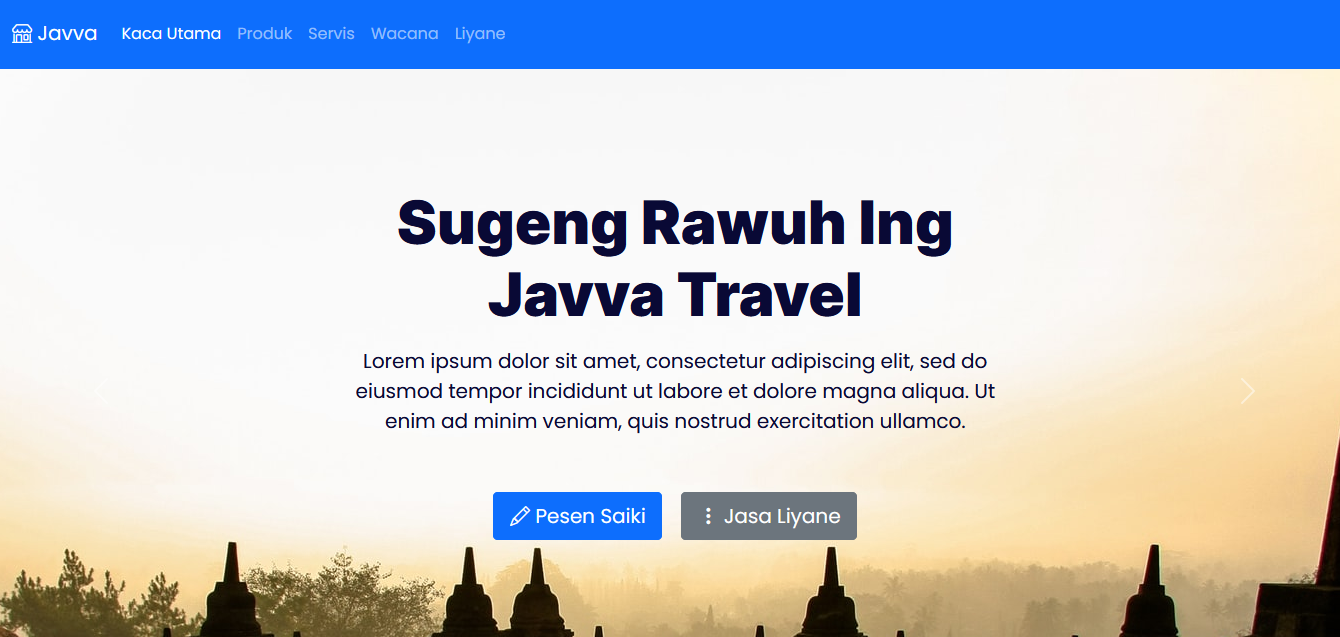 Javva Kaca Utama Produk Servis Wacana Liyane
Sugeng Rawuh Ing
Javva Travel
Lorem ipsum dolor sit amet, consectetur adipiscing elit, sed do
eiusmod tempor incididunt ut labore et dolore magna aliqua. Ut
enim ad minim veniam, quis nostrud exercitation ullamco.
Pesen Saiki Jasa Liyane